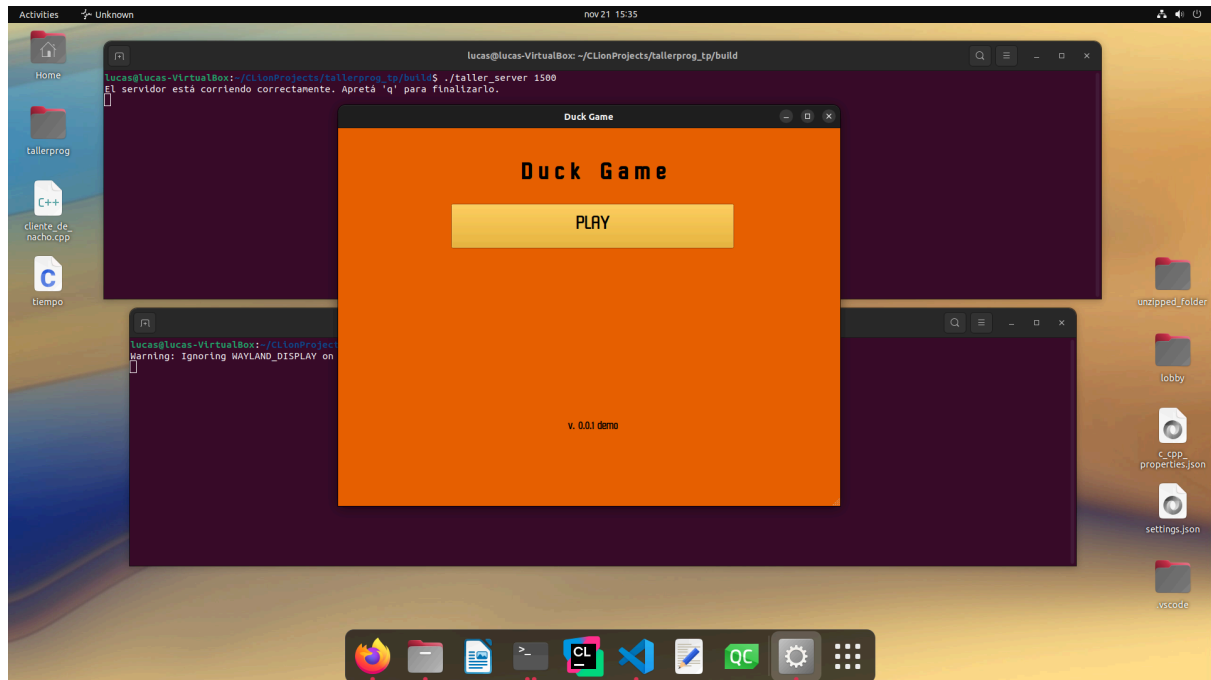 Activities Unknown nov 21 15:35
Home
tallerprog
C++
cliente_de_
nacho.cpp
C
tiempo
lucas@lucas-VirtualBox: ~/CLionProjects/tallerprog_tp/build
lucas@lucas-VirtualBox:~/CLionProjects/tallerprog_tp/build$ ./taller_server 1500
El servidor está corriendo correctamente. Apretá 'q' para finalizarlo.
Duck Game
Duck Game
PLAY
v. 0.0.1 demo
lucas@lucas-VirtualBox:~/CLionProject
Warning: Ignoring WAYLAND_DISPLAY on
unzipped_folder
lobby
c_cpp_
properties.json
settings.json
.vscode
>_
CL
QC